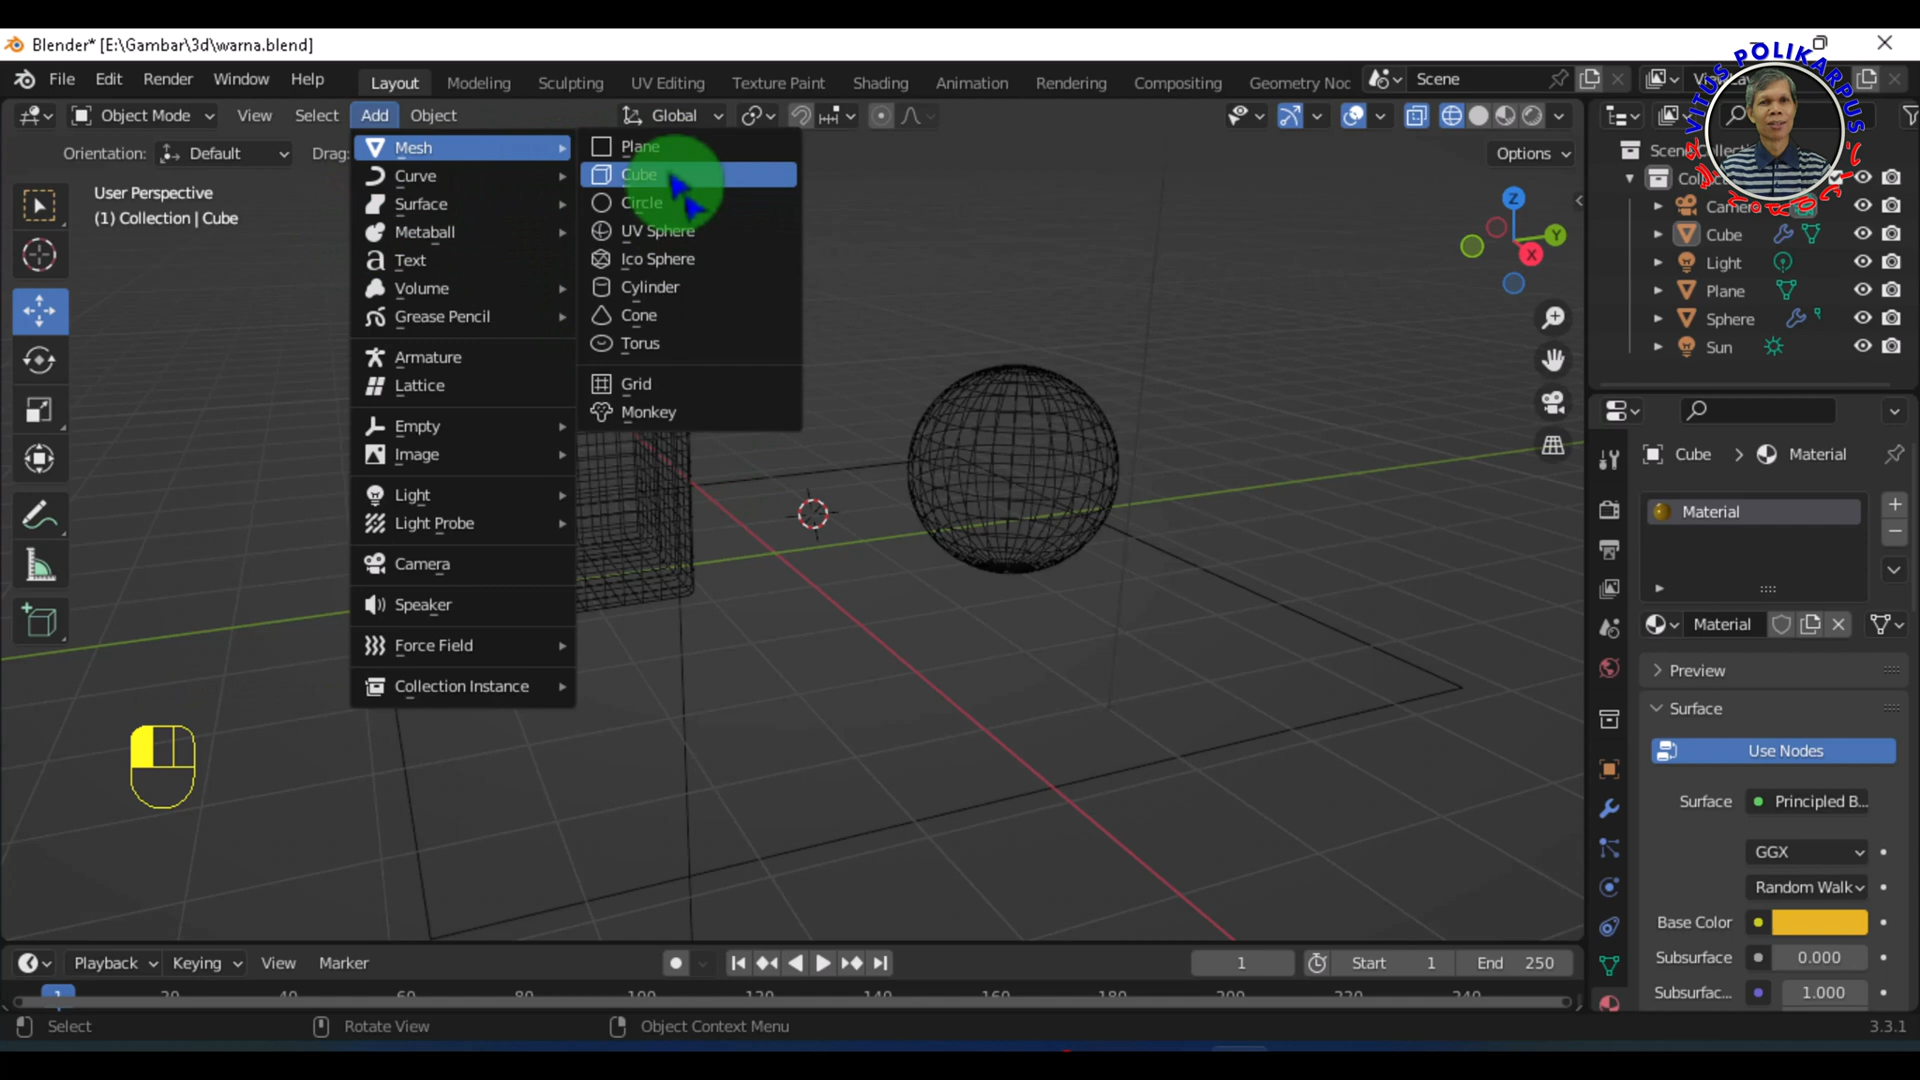 Blender* [E:\Gambar\3d\warna.blend]
File Edit Render Window Help Layout Modeling Sculpting UV Editing Texture Paint Shading Animation Rendering Compositing Geometry Noc Scene
VITUS POLIKARPUS
Object Mode View Select Add Object Global
Orientation: Default Drag: Options
User Perspective
(1) Collection | Cube
Mesh
Curve
Surface
Metaball
Text
Volume
Grease Pencil
Armature
Lattice
Empty
Image
Light
Light Probe
Camera
Speaker
Force Field
Collection Instance
Plane
Cube
Circle
UV Sphere
Ico Sphere
Cylinder
Cone
Torus
Grid
Monkey
Z
Y
X
Camera
Cube
Light
Plane
Sphere
Sun
Cube > Material
Material
Material
Preview
Surface
Use Nodes
Surface Principled B...
GGX
Random Walk
Base Color
Subsurface 0.000
Subsurfac... 1.000
Playback Keying View Marker 1 Start 1 End 250
1 20 40 60 80 100 120 140 160 180 200 220 240
Select Rotate View Object Context Menu 3.3.1